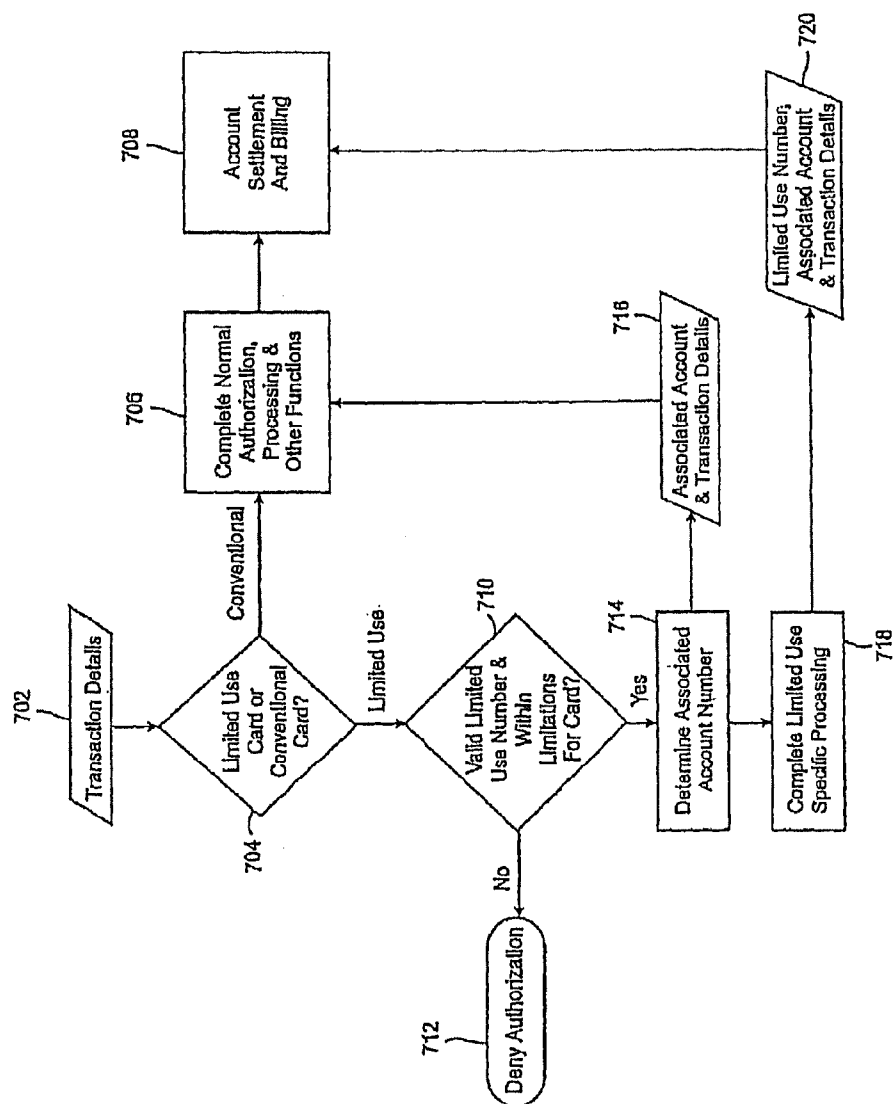 702
Transaction Details
704
Limited Use
Card or
Conventional
Card?
Conventional
706
Complete Normal
Authorization,
Processing &
Other Functions
708
Account
Settlement
And Billing
Limited Use
710
Valid Limited
Use Number &
Within
Limitations
For Card?
No
712
Deny Authorization
Yes
714
Determine Associated
Account Number
716
Associated Account
& Transaction Details
718
Complete Limited Use
Specific Processing
720
Limited Use Number,
Associated Account
& Transaction Details